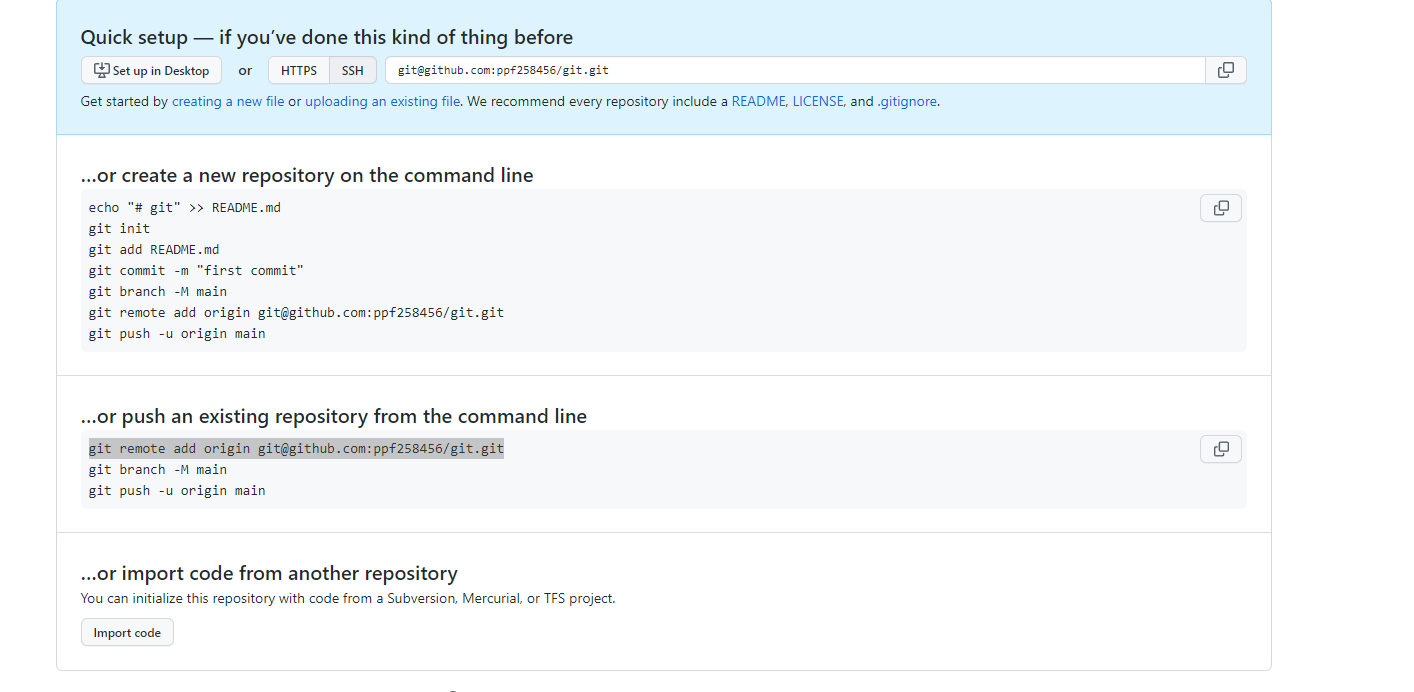 Quick setup — if you’ve done this kind of thing before
Set up in Desktop or HTTPS SSH git@github.com:ppf258456/git.git
Get started by creating a new file or uploading an existing file. We recommend every repository include a README, LICENSE, and .gitignore.
…or create a new repository on the command line
echo "# git" >> README.md
git init
git add README.md
git commit -m "first commit"
git branch -M main
git remote add origin git@github.com:ppf258456/git.git
git push -u origin main
…or push an existing repository from the command line
git remote add origin git@github.com:ppf258456/git.git
git branch -M main
git push -u origin main
…or import code from another repository
You can initialize this repository with code from a Subversion, Mercurial, or TFS project.
Import code